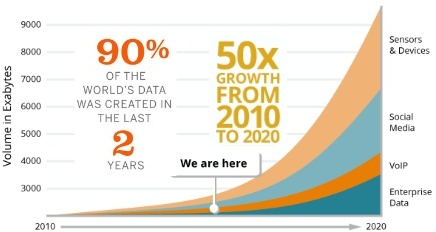 Volume in Exabytes
9000
8000
7000
6000
5000
4000
3000
2010
2020
90%
OF THE
WORLD'S DATA
WAS CREATED IN
THE LAST
2
YEARS
50x
GROWTH
FROM
2010
TO 2020
We are here
Sensors
& Devices
Social
Media
VoIP
Enterprise
Data